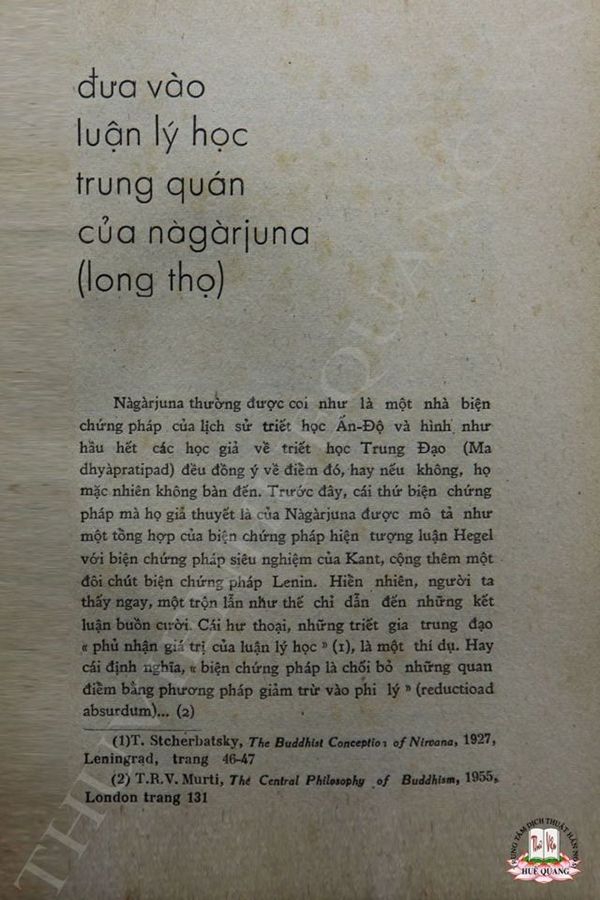 đưa vào
luận lý học
trung quán
của nàgàrjuna
(long thọ)
Nàgàrjuna thường được coi như là một nhà biện
chứng pháp của lịch sử triết học Ấn-Độ và hình như
hầu hết các học giả về triết học Trung Đạo (Ma
dhyàpratipad) đều đồng ý về điểm đó, hay nếu không, họ
mặc nhiên không bàn đến. Trước đây, cái thứ biện chứng
pháp mà họ giả thuyết là của Nàgàrjuna được mô tả như
một tổng hợp của biện chứng pháp hiện tượng luận Hegel
với biện chứng pháp siêu nghiệm của Kant, cộng thêm một
đôi chút biện chứng pháp Lenin. Hiền nhiên, người ta
thấy ngay, một trộn lẫn như thế chỉ dẫn đến những kết
luận buồn cười. Cái hư thoại, những triết gia trung đạo
« phủ nhận giá trị của luận lý học » (1), là một thí dụ. Hay
cái định nghĩa, « biện chứng pháp là chối bỏ những quan
điểm bằng phương pháp giảm trừ vào phi lý » (reductioad
absurdum)... (2)
(1)T. Stcherbatsky, The Buddhist Conception of Nirvana, 1927,
Leningrad, trang 46-47
(2) T.R.V. Murti, The Central Philosophy of Buddhism, 1955,
London trang 131
TRUNG TÂM DỊCH THUẬT HÁN NÔM
Thư Viện
HUỆ QUANG